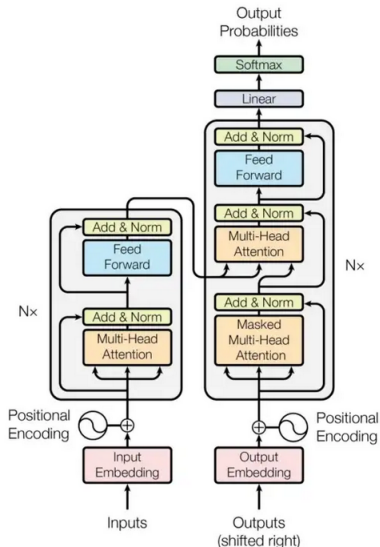 Output
Probabilities
Softmax
Linear
Add & Norm
Feed
Forward
Add & Norm
Multi-Head
Attention
Add & Norm
Masked
Multi-Head
Attention
N×
Positional
Encoding
Output
Embedding
Outputs
(shifted right)
Add & Norm
Feed
Forward
N×
Add & Norm
Multi-Head
Attention
Positional
Encoding
Input
Embedding
Inputs